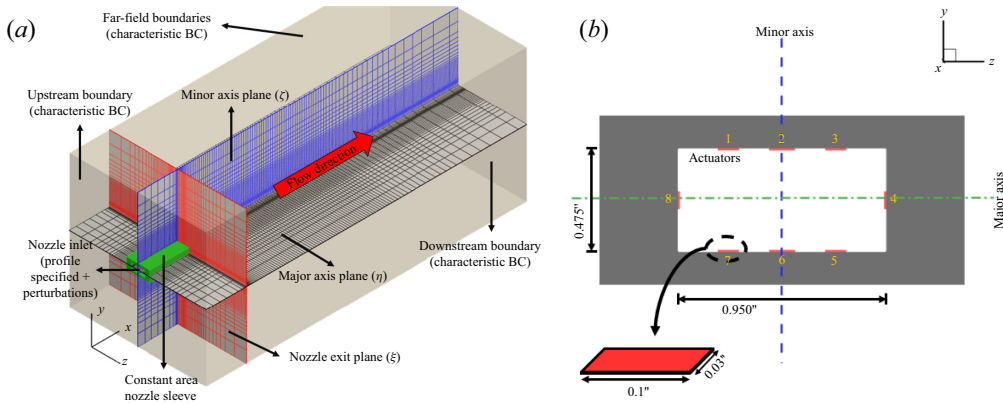 (a)
Far-field boundaries
(characteristic BC)
Upstream boundary
(characteristic BC)
Minor axis plane (ζ)
Flow direction
Nozzle inlet
(profile
specified +
perturbations)
Major axis plane (η)
Downstream boundary
(characteristic BC)
y
x
z
Nozzle exit plane (ξ)
Constant area
nozzle sleeve
(b)
Minor axis
y
x
z
1
2
3
Actuators
0.475"
8
4
Major axis
7
6
5
0.950"
0.03"
0.1"